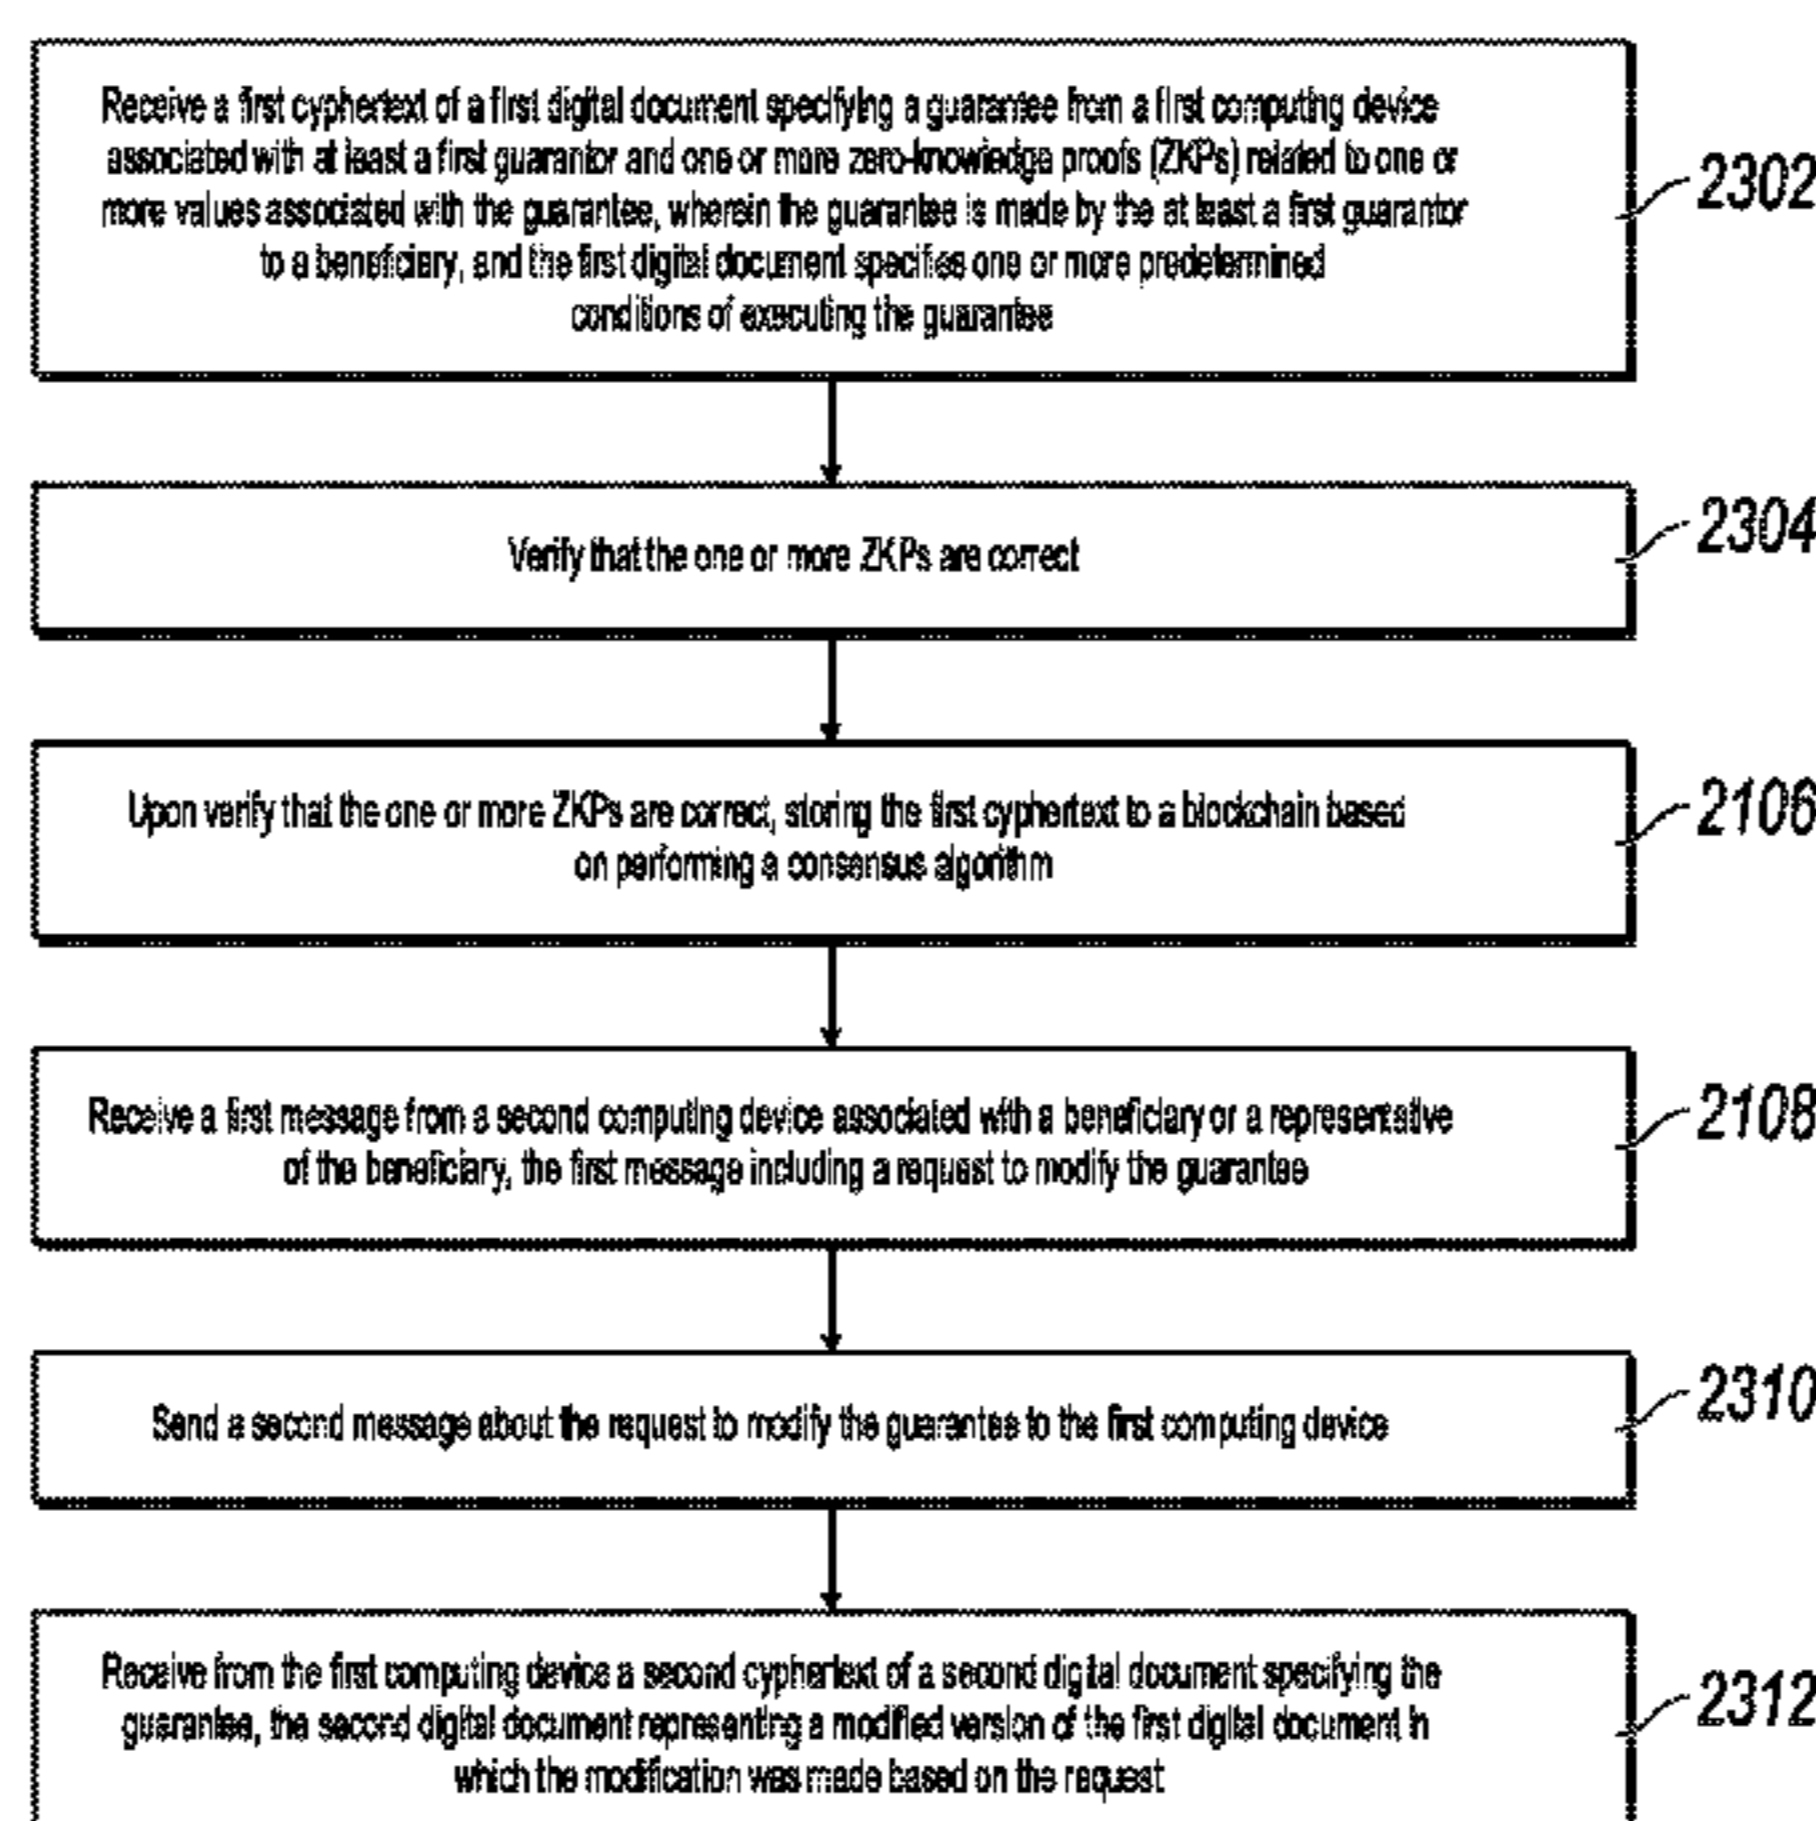 Receive a first cyphertext of a first digital document specifying a guarantee from a first computing device
associated with at least a first guarantor and one or more zero-knowledge proofs (ZKPs) related to one or
more values associated with the guarantee, wherein the guarantee is made by the at least a first guarantor
to a beneficiary, and the first digital document specifies one or more predetermined
conditions of executing the guarantee
2302
Verify that the one or more ZKPs are correct
2304
Upon verify that the one or more ZKPs are correct, storing the first cyphertext to a blockchain based
on performing a consensus algorithm
2106
Receive a first message from a second computing device associated with a beneficiary or a representative
of the beneficiary, the first message including a request to modify the guarantee
2108
Send a second message about the request to modify the guarantee to the first computing device
2310
Receive from the first computing device a second cyphertext of a second digital document specifying the
guarantee, the second digital document representing a modified version of the first digital document in
which the modification was made based on the request
2312